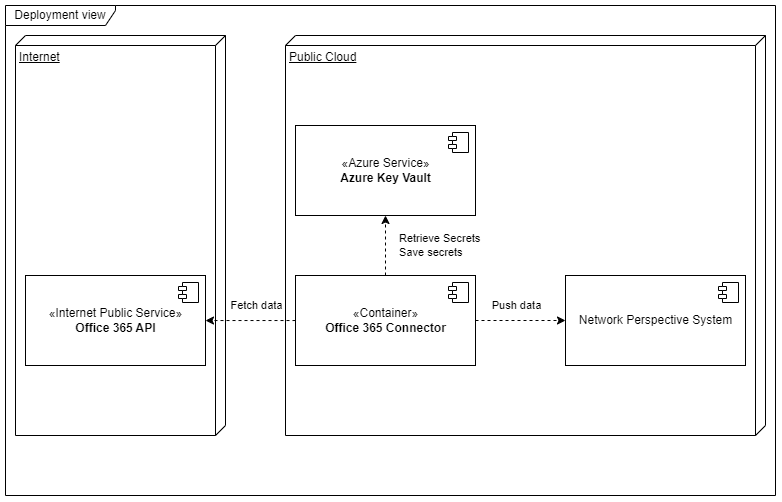 Deployment view
Internet
Public Cloud
«Azure Service»
Azure Key Vault
Retrieve Secrets
Save secrets
«Internet Public Service»
Office 365 API
Fetch data
«Container»
Office 365 Connector
Push data
Network Perspective System